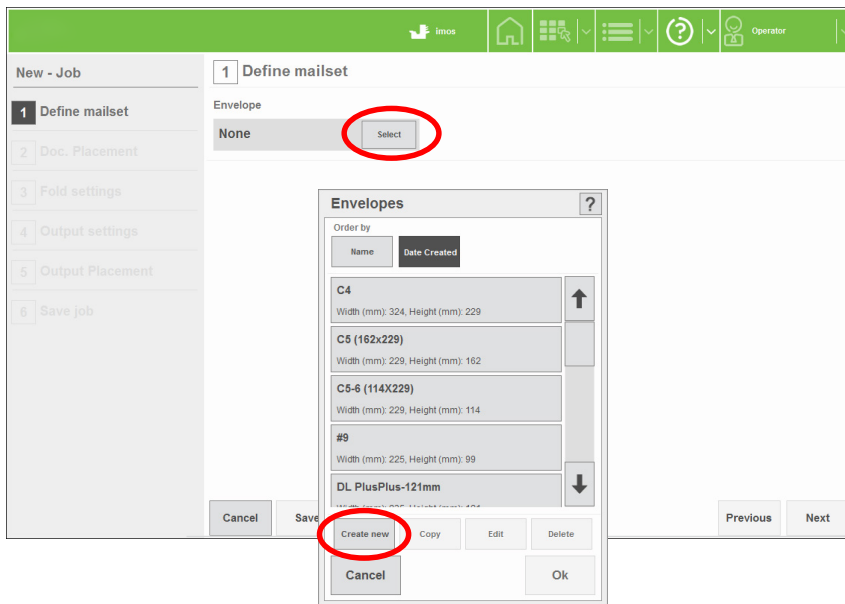 imos
Operator
New - Job
1 Define mailset
2 Doc. Placement
3 Fold settings
4 Output settings
5 Output Placement
6 Save job
1 Define mailset
Envelope
None
Select
Envelopes
?
Order by
Name
Date Created
C4
Width (mm): 324, Height (mm): 229
C5 (162x229)
Width (mm): 229, Height (mm): 162
C5-6 (114X229)
Width (mm): 229, Height (mm): 114
#9
Width (mm): 225, Height (mm): 99
DL PlusPlus-121mm
Create new
Copy
Edit
Delete
Cancel
Ok
Cancel
Save
Previous
Next